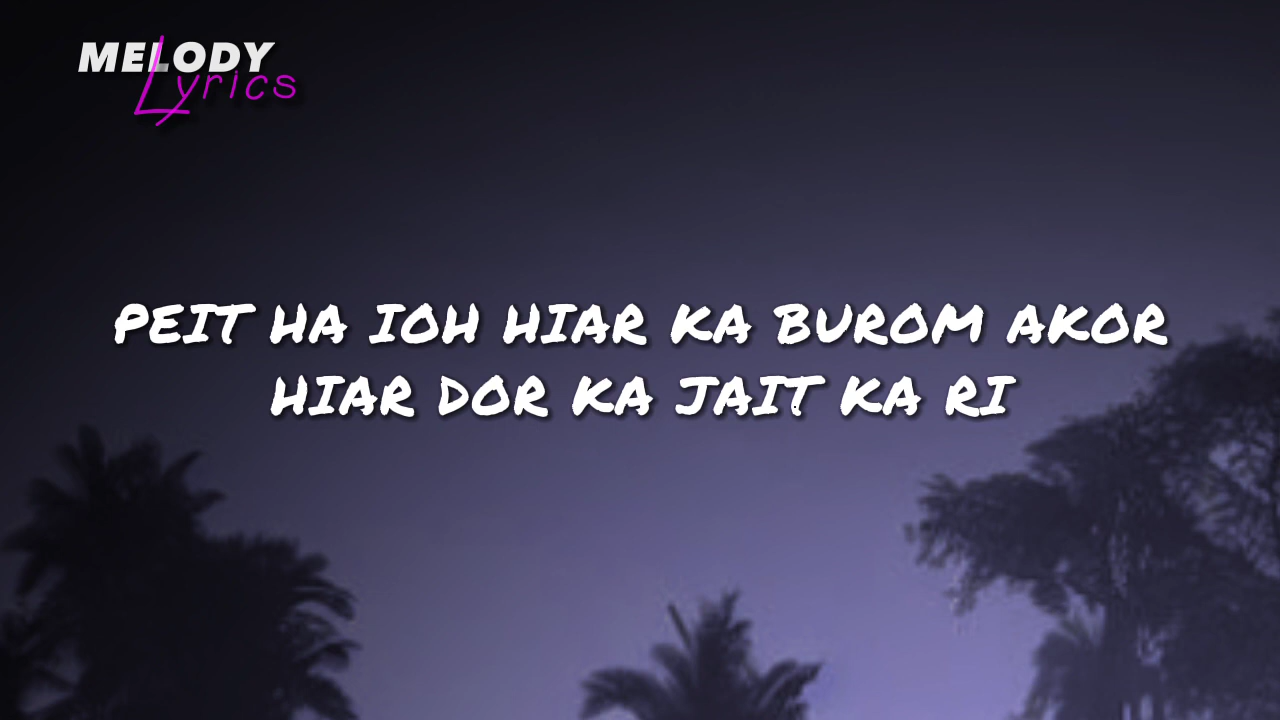 MELODY
Lyrics
PEIT HA IOH HIAR KA BUROM AKOR
HIAR DOR KA JAIT KA RI